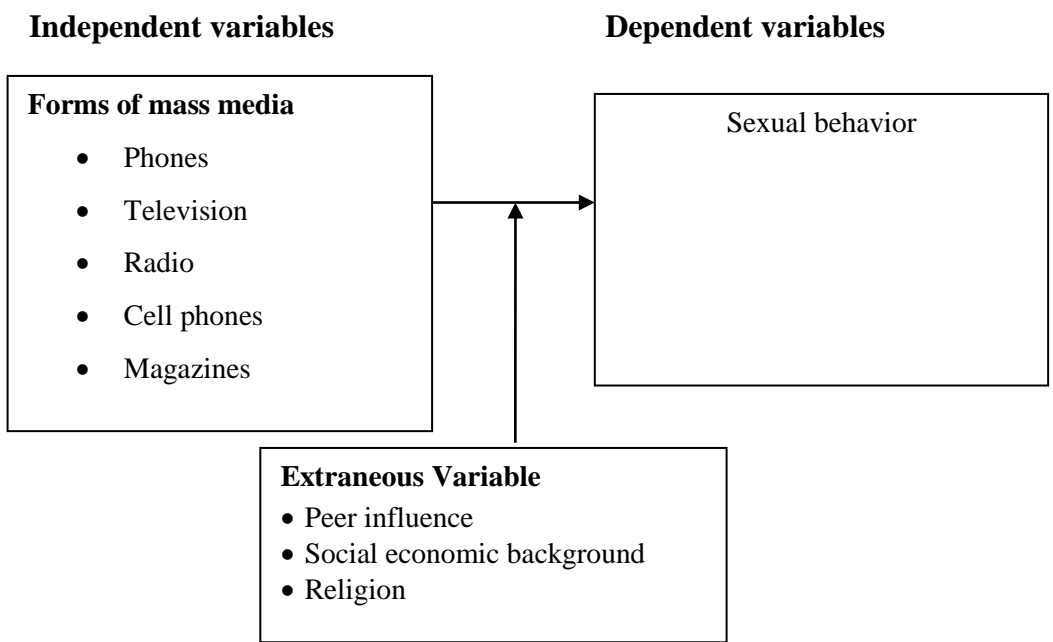 Independent variables
Dependent variables
Forms of mass media
• Phones
• Television
• Radio
• Cell phones
• Magazines
Sexual behavior
Extraneous Variable
• Peer influence
• Social economic background
• Religion